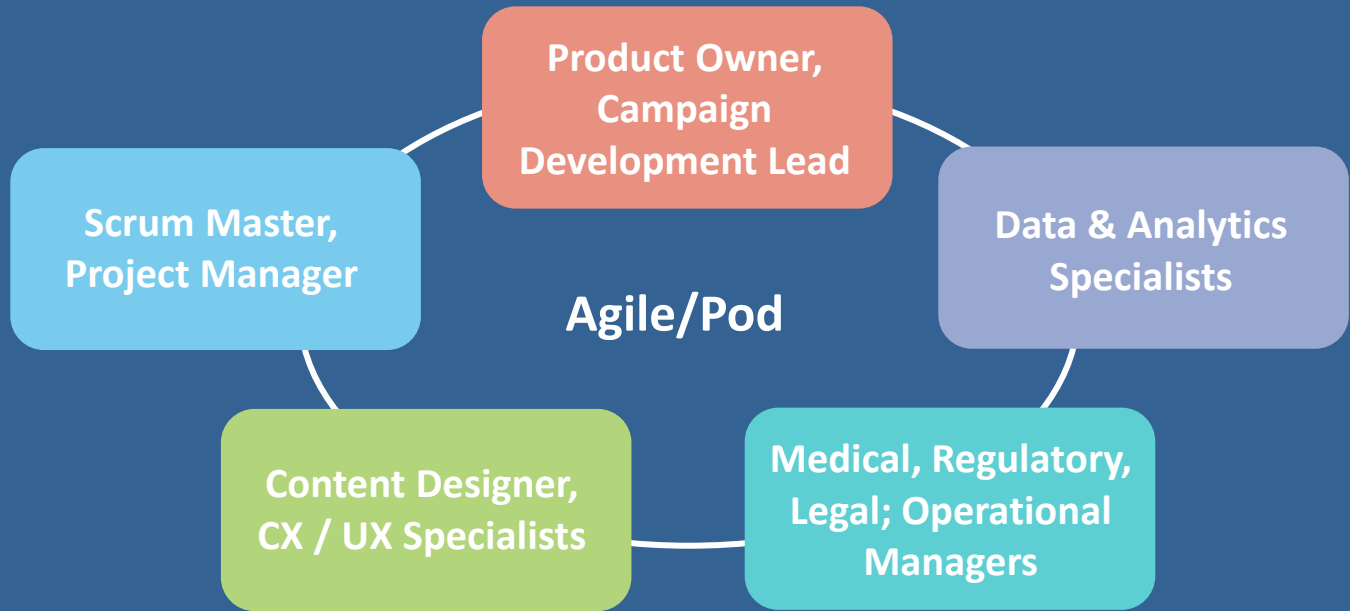 Product Owner,
Campaign
Development Lead
Scrum Master,
Project Manager
Data & Analytics
Specialists
Agile/Pod
Content Designer,
CX / UX Specialists
Medical, Regulatory,
Legal; Operational
Managers